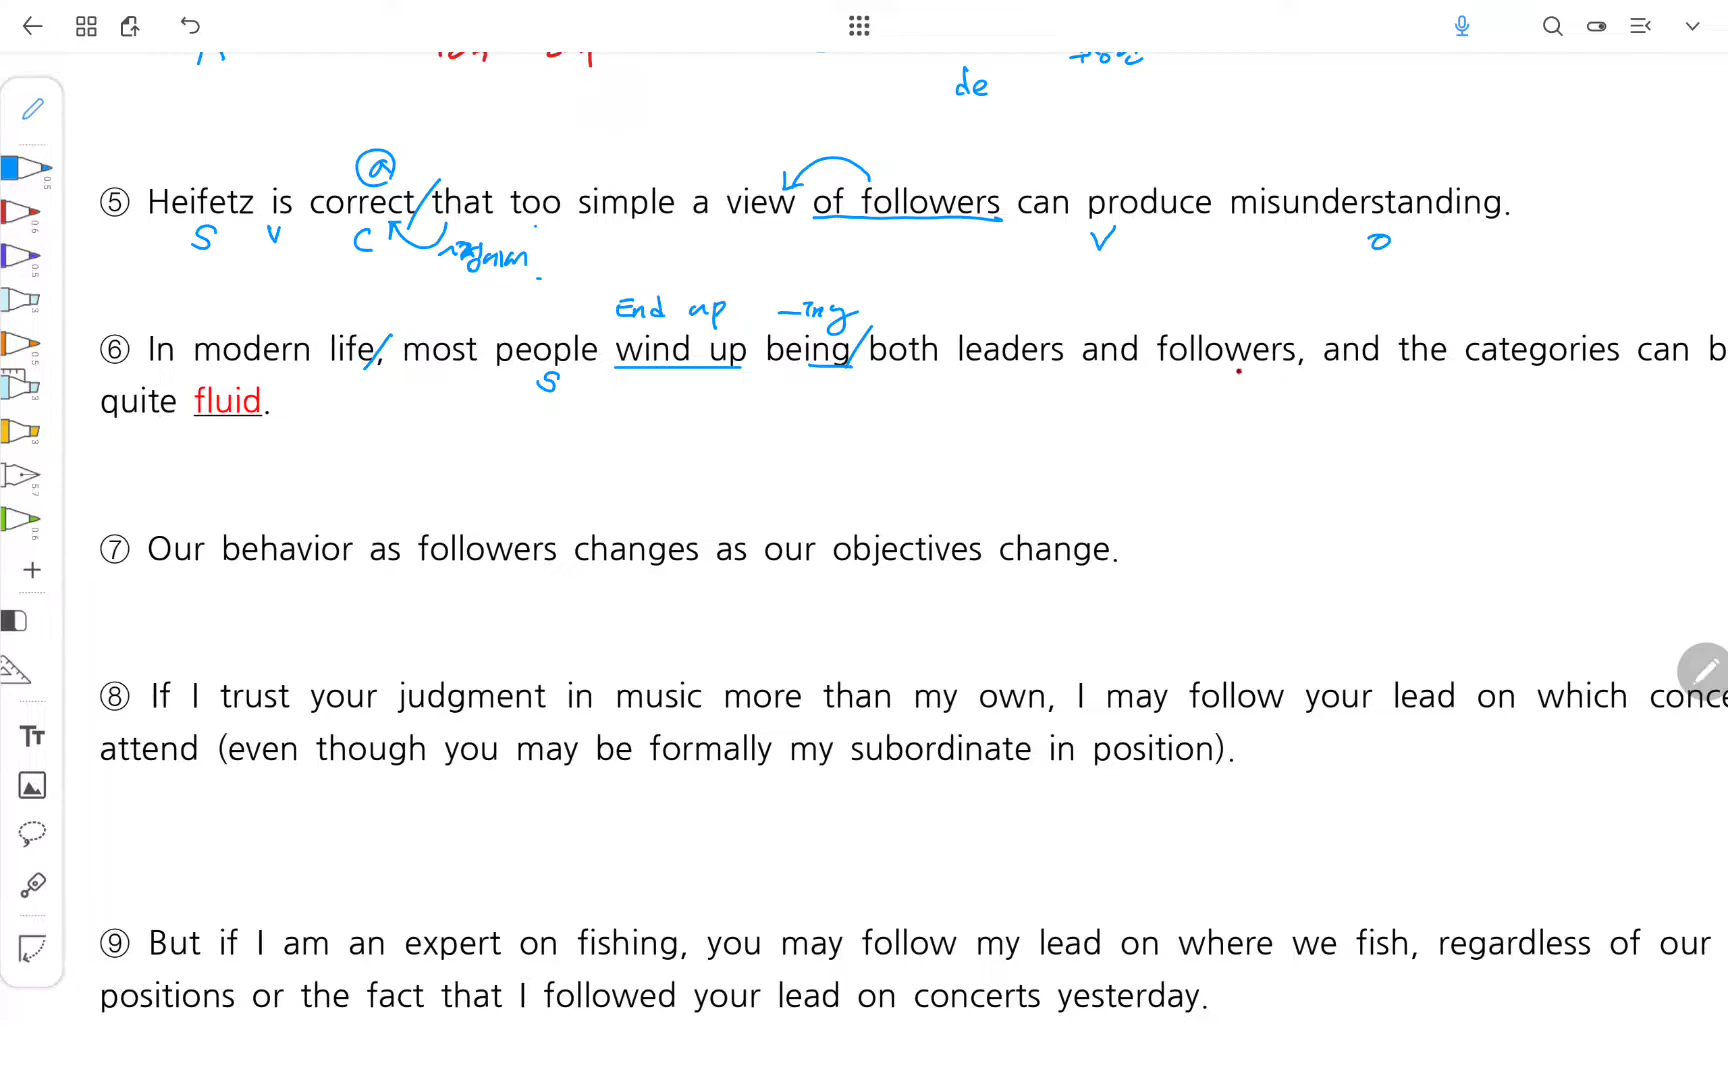 de
ⓐ
⑤ Heifetz is correct/that too simple a view of followers can produce misunderstanding.
S V C V O
End up -ing
⑥ In modern life, most people wind up being both leaders and followers, and the categories can b
S
quite fluid.
⑦ Our behavior as followers changes as our objectives change.
⑧ If I trust your judgment in music more than my own, I may follow your lead on which conce
attend (even though you may be formally my subordinate in position).
⑨ But if I am an expert on fishing, you may follow my lead on where we fish, regardless of our
positions or the fact that I followed your lead on concerts yesterday.